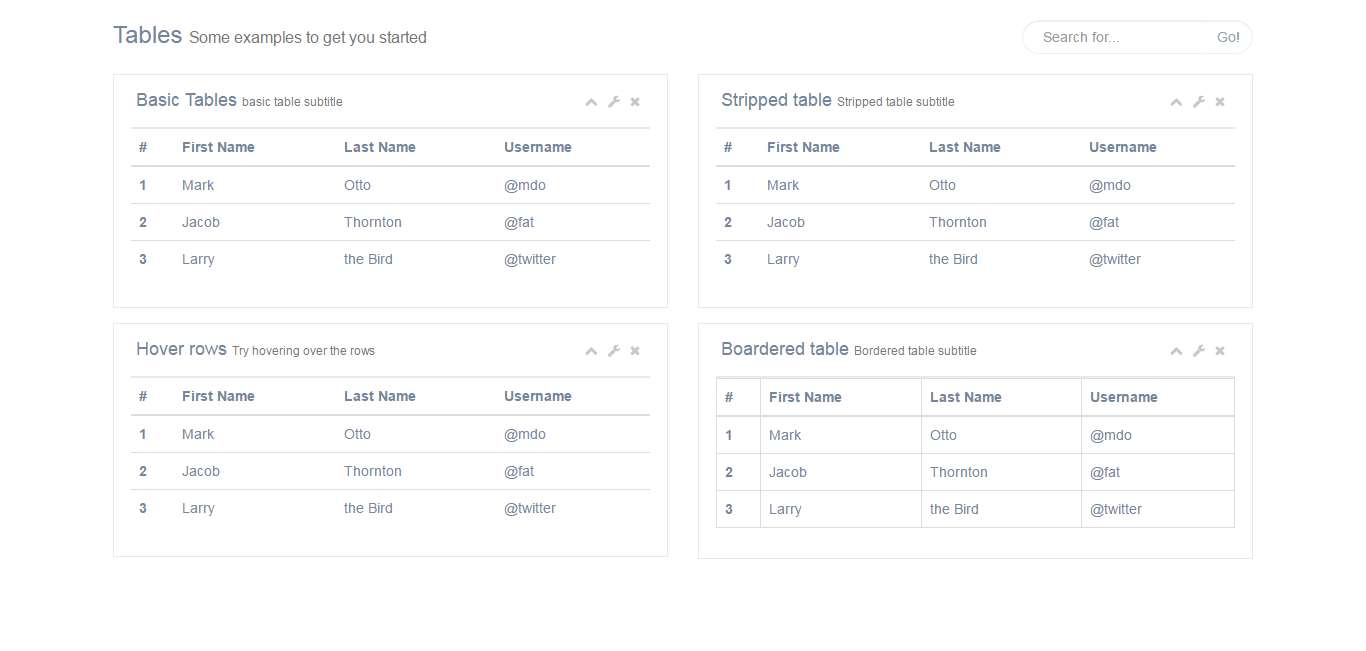 Tables Some examples to get you started
Search for... Go!
Basic Tables basic table subtitle
# First Name Last Name Username
1 Mark Otto @mdo
2 Jacob Thornton @fat
3 Larry the Bird @twitter
Stripped table Stripped table subtitle
# First Name Last Name Username
1 Mark Otto @mdo
2 Jacob Thornton @fat
3 Larry the Bird @twitter
Hover rows Try hovering over the rows
# First Name Last Name Username
1 Mark Otto @mdo
2 Jacob Thornton @fat
3 Larry the Bird @twitter
Boardered table Bordered table subtitle
# First Name Last Name Username
1 Mark Otto @mdo
2 Jacob Thornton @fat
3 Larry the Bird @twitter